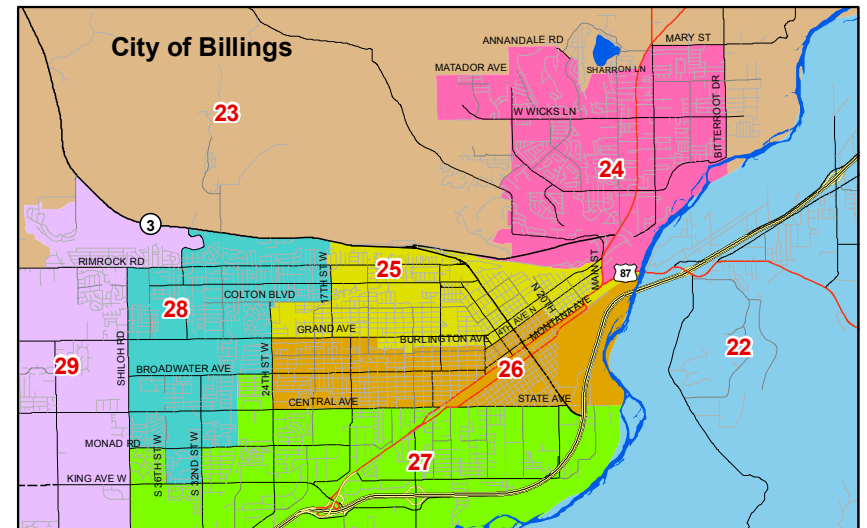 City of Billings
ANNANDALE RD
MARY ST
MATADOR AVE
SHARRON LN
BITTERROOT DR
23
W WICKS LN
24
3
RIMROCK RD
17TH ST W
25
MAIN ST
87
COLTON BLVD
N 20TH
28
4TH AVE N
MONTANA AVE
GRAND AVE
BURLINGTON AVE
22
SHILOH RD
29
24TH ST W
BROADWATER AVE
26
CENTRAL AVE
STATE AVE
MONAD RD
S 36TH ST W
S 32ND ST W
27
KING AVE W